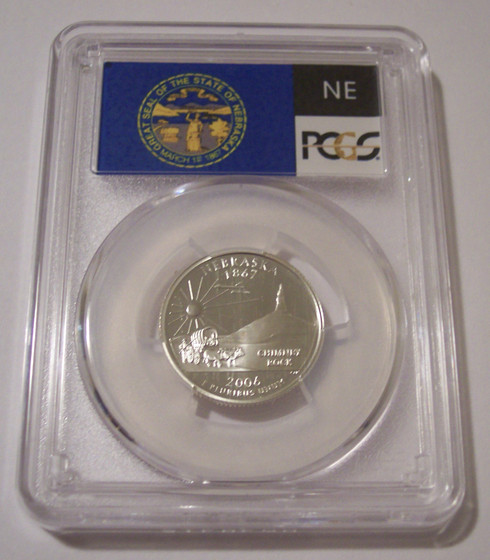 GREAT SEAL OF THE STATE OF NEBRASKA
MARCH 1ST 1867
NE
PCGS
NEBRASKA
1867
CHIMNEY
ROCK
2006
E PLURIBUS UNUM